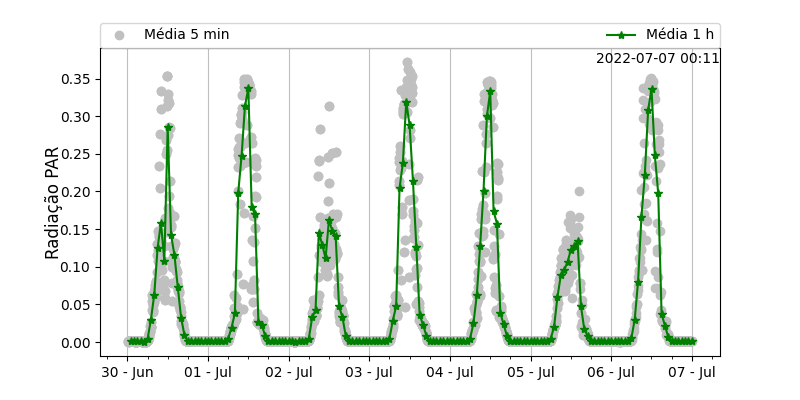 Média 5 min
Média 1 h
2022-07-07 00:11
Radiação PAR
0.35
0.30
0.25
0.20
0.15
0.10
0.05
0.00
30 - Jun
01 - Jul
02 - Jul
03 - Jul
04 - Jul
05 - Jul
06 - Jul
07 - Jul